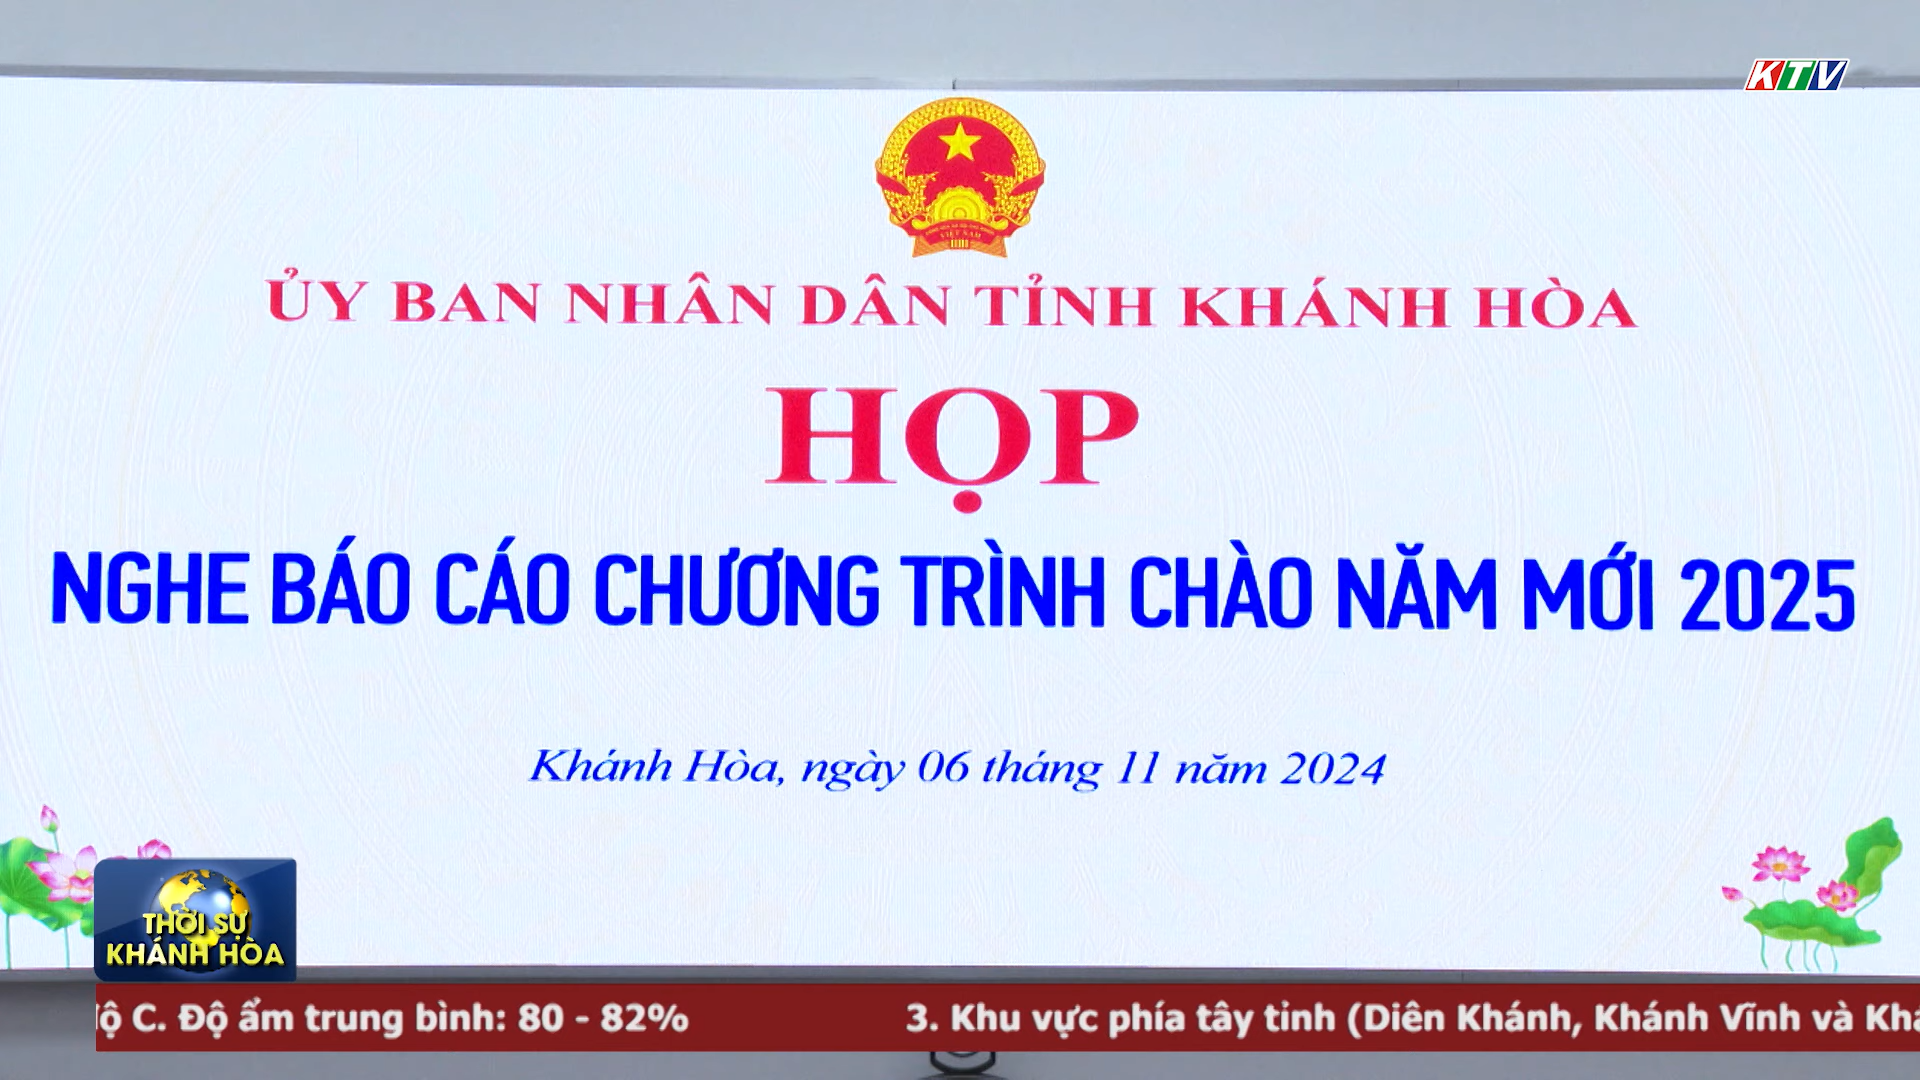 KTV
VIỆT NAM
ỦY BAN NHÂN DÂN TỈNH KHÁNH HÒA
HỌP
NGHE BÁO CÁO CHƯƠNG TRÌNH CHÀO NĂM MỚI 2025
Khánh Hòa, ngày 06 tháng 11 năm 2024
THỜI SỰ
KHÁNH HÒA
C. Độ ẩm trung bình: 80 - 82% 3. Khu vực phía tây tỉnh (Diên Khánh, Khánh Vĩnh và